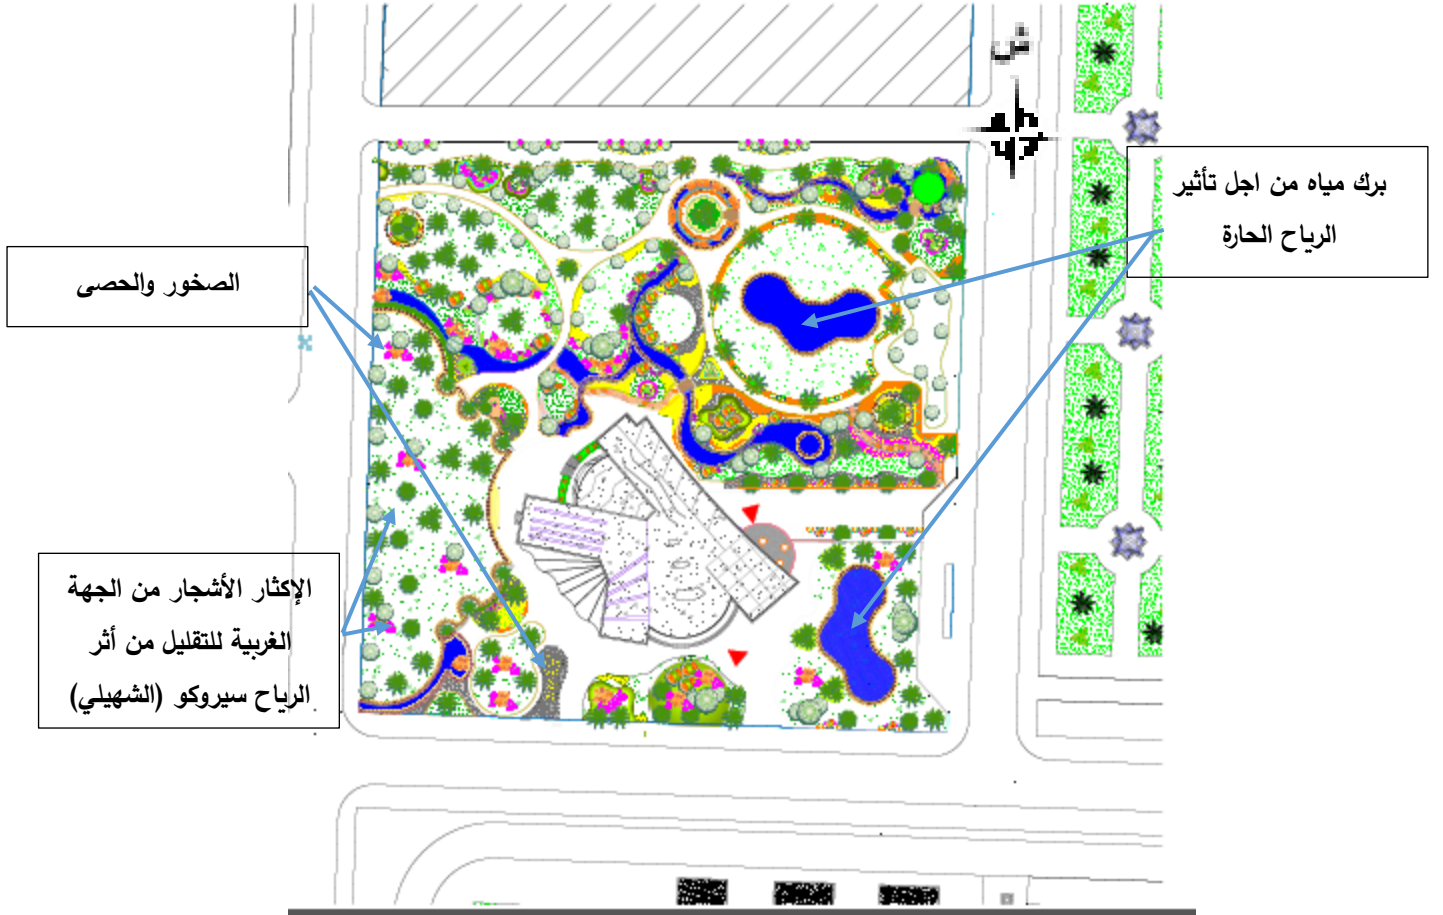 ش
برك مياه من اجل تأثير
الرياح الحارة
الصخور والحصى
الإكثار الأشجار من الجهة
الغربية للتقليل من أثر
الرياح سيروكو (الشهيلي)